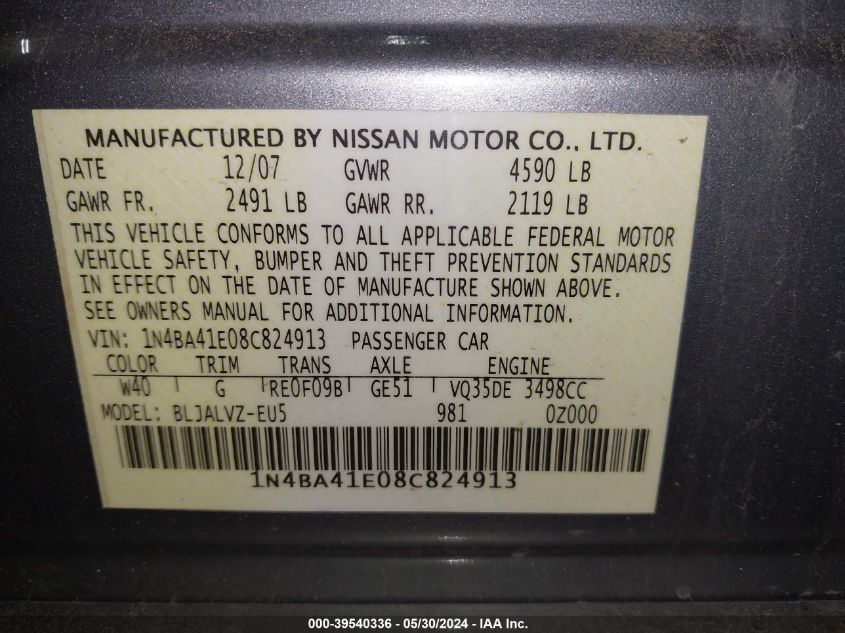 MANUFACTURED BY NISSAN MOTOR CO., LTD.
DATE 12/07 GVWR 4590 LB
GAWR FR. 2491 LB GAWR RR. 2119 LB
THIS VEHICLE CONFORMS TO ALL APPLICABLE FEDERAL MOTOR
VEHICLE SAFETY, BUMPER AND THEFT PREVENTION STANDARDS
IN EFFECT ON THE DATE OF MANUFACTURE SHOWN ABOVE.
SEE OWNERS MANUAL FOR ADDITIONAL INFORMATION.
VIN: 1N4BA41E08C824913 PASSENGER CAR
COLOR TRIM TRANS AXLE ENGINE
W40 G RE0F09B GE51 VQ35DE 3498CC
MODEL: BLJALVZ-EU5 981 0Z000
1N4BA41E08C824913
000-39540336 - 05/30/2024 - IAA Inc.